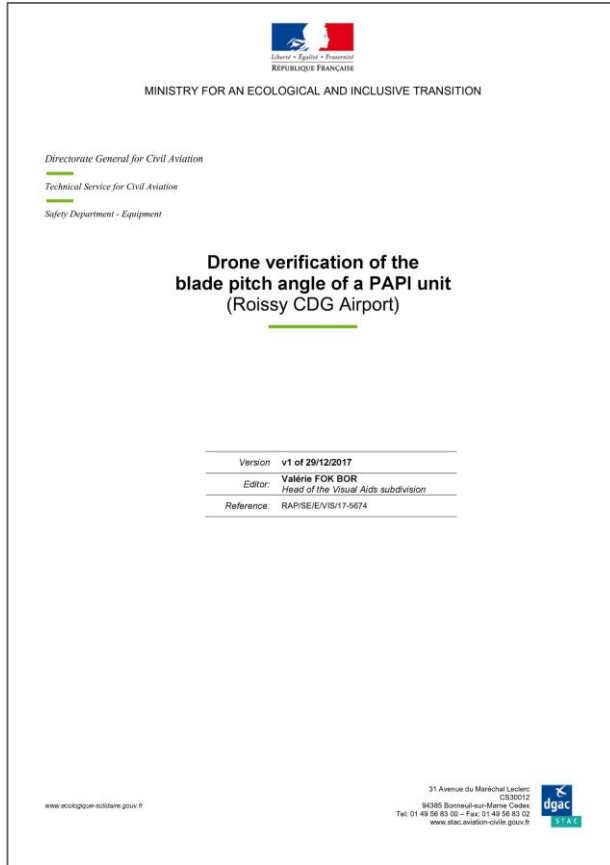 Liberté • Égalité • Fraternité
RÉPUBLIQUE FRANÇAISE
MINISTRY FOR AN ECOLOGICAL AND INCLUSIVE TRANSITION
Directorate General for Civil Aviation
Technical Service for Civil Aviation
Safety Department - Equipment
Drone verification of the
blade pitch angle of a PAPI unit
(Roissy CDG Airport)
Version v1 of 29/12/2017
Editor: Valérie FOK BOR
Head of the Visual Aids subdivision
Reference: RAP/SE/E/VIS/17-5674
www.ecologique-solidaire.gouv.fr
31 Avenue du Maréchal Leclerc
CS30012
94385 Bonneuil-sur-Marne Cedex
Tel: 01 49 56 83 00 – Fax: 01 49 56 83 02
www.stac.aviation-civile.gouv.fr
dgac
STAC